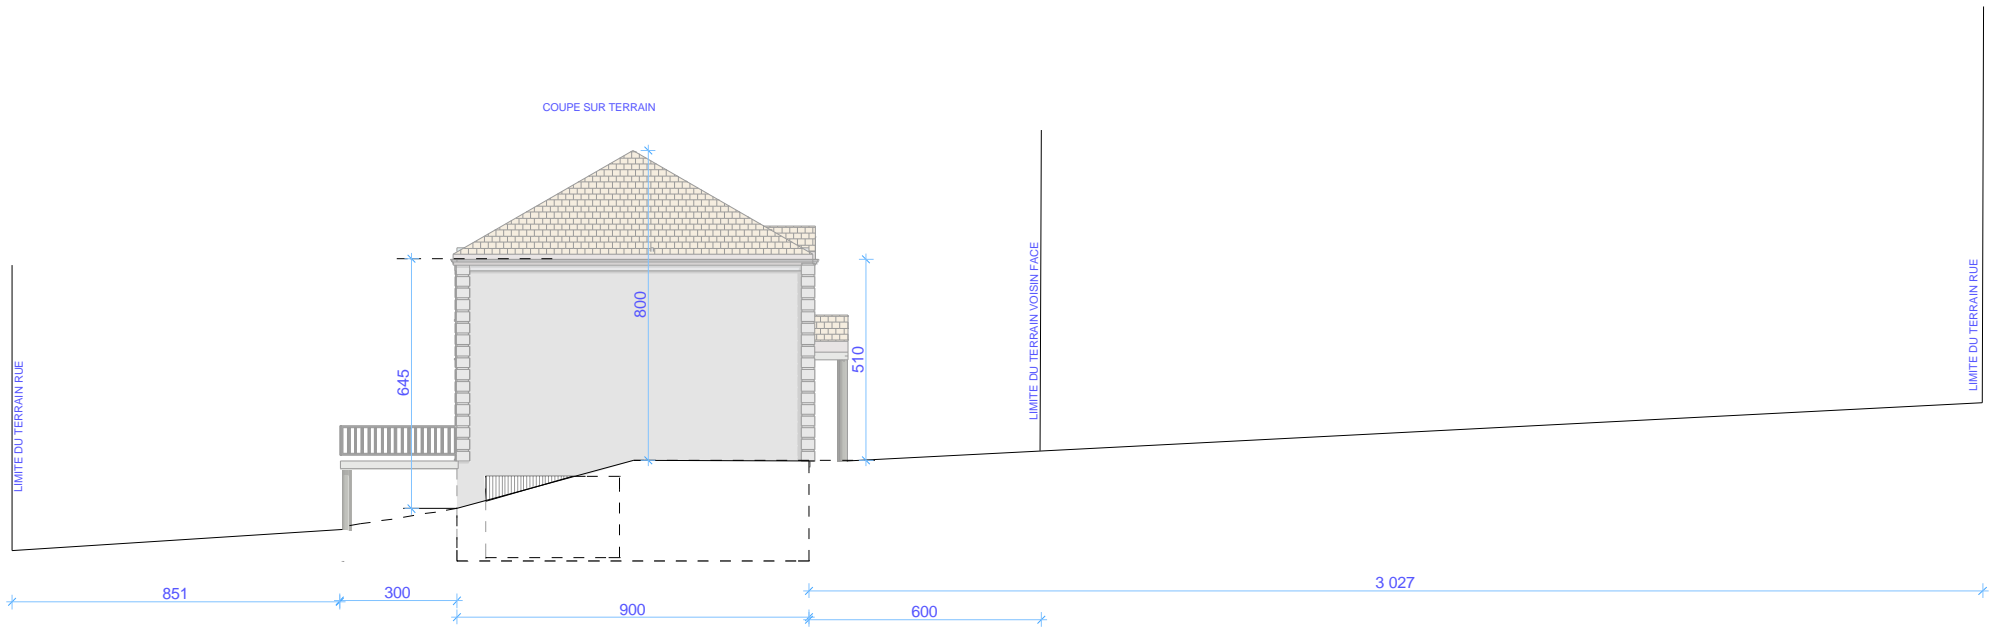 COUPE SUR TERRAIN
LIMITE DU TERRAIN RUE
645
800
510
LIMITE DU TERRAIN VOISIN FACE
LIMITE DU TERRAIN RUE
851
300
900
600
3 027